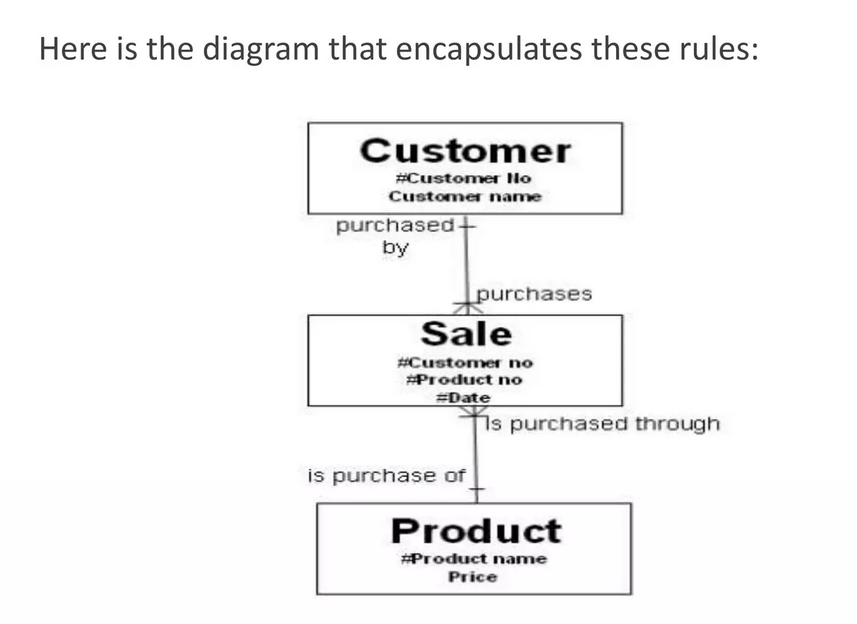 Here is the diagram that encapsulates these rules:
Customer
#Customer No
Customer name
purchased
by
purchases
Sale
#Customer no
#Product no
#Date
Is purchased through
is purchase of
Product
#Product name
Price